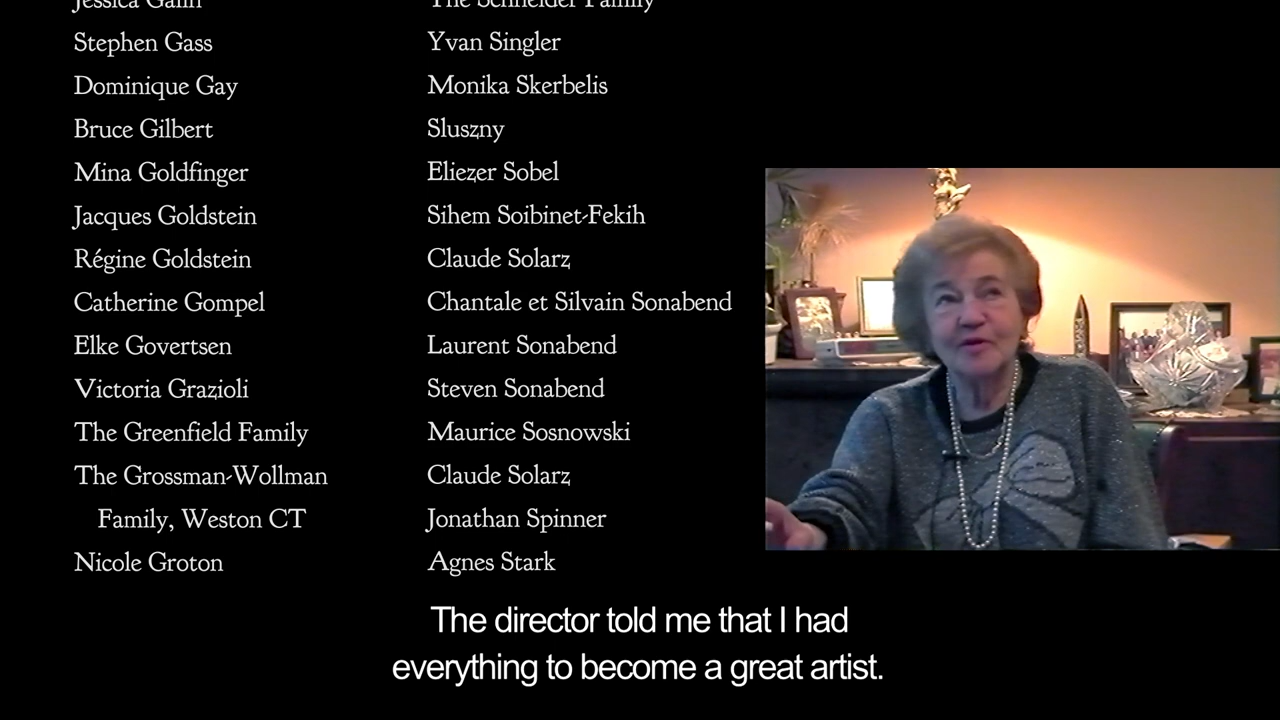 Stephen Gass
Dominique Gay
Bruce Gilbert
Mina Goldfinger
Jacques Goldstein
Régine Goldstein
Catherine Gompel
Elke Govertsen
Victoria Grazioli
The Greenfield Family
The Grossman-Wollman
Family, Weston CT
Nicole Groton
The Schneider Family
Yvan Singler
Monika Skerbelis
Sluszny
Eliezer Sobel
Sihem Soibinet-Fekih
Claude Solarz
Chantale et Silvain Sonabend
Laurent Sonabend
Steven Sonabend
Maurice Sosnowski
Claude Solarz
Jonathan Spinner
Agnes Stark
The director told me that I had
everything to become a great artist.